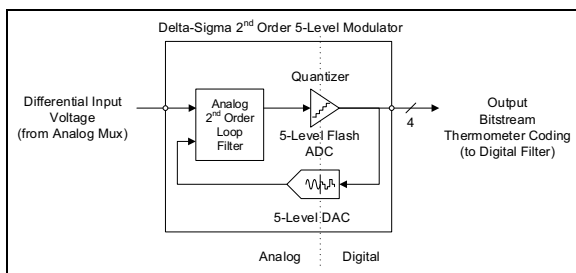 Delta-Sigma 2nd Order 5-Level Modulator
Differential Input
Voltage
(from Analog Mux)
Analog
2nd Order
Loop
Filter
Quantizer
5-Level Flash
ADC
4
Output
Bitstream
Thermometer Coding
(to Digital Filter)
5-Level DAC
Analog
Digital